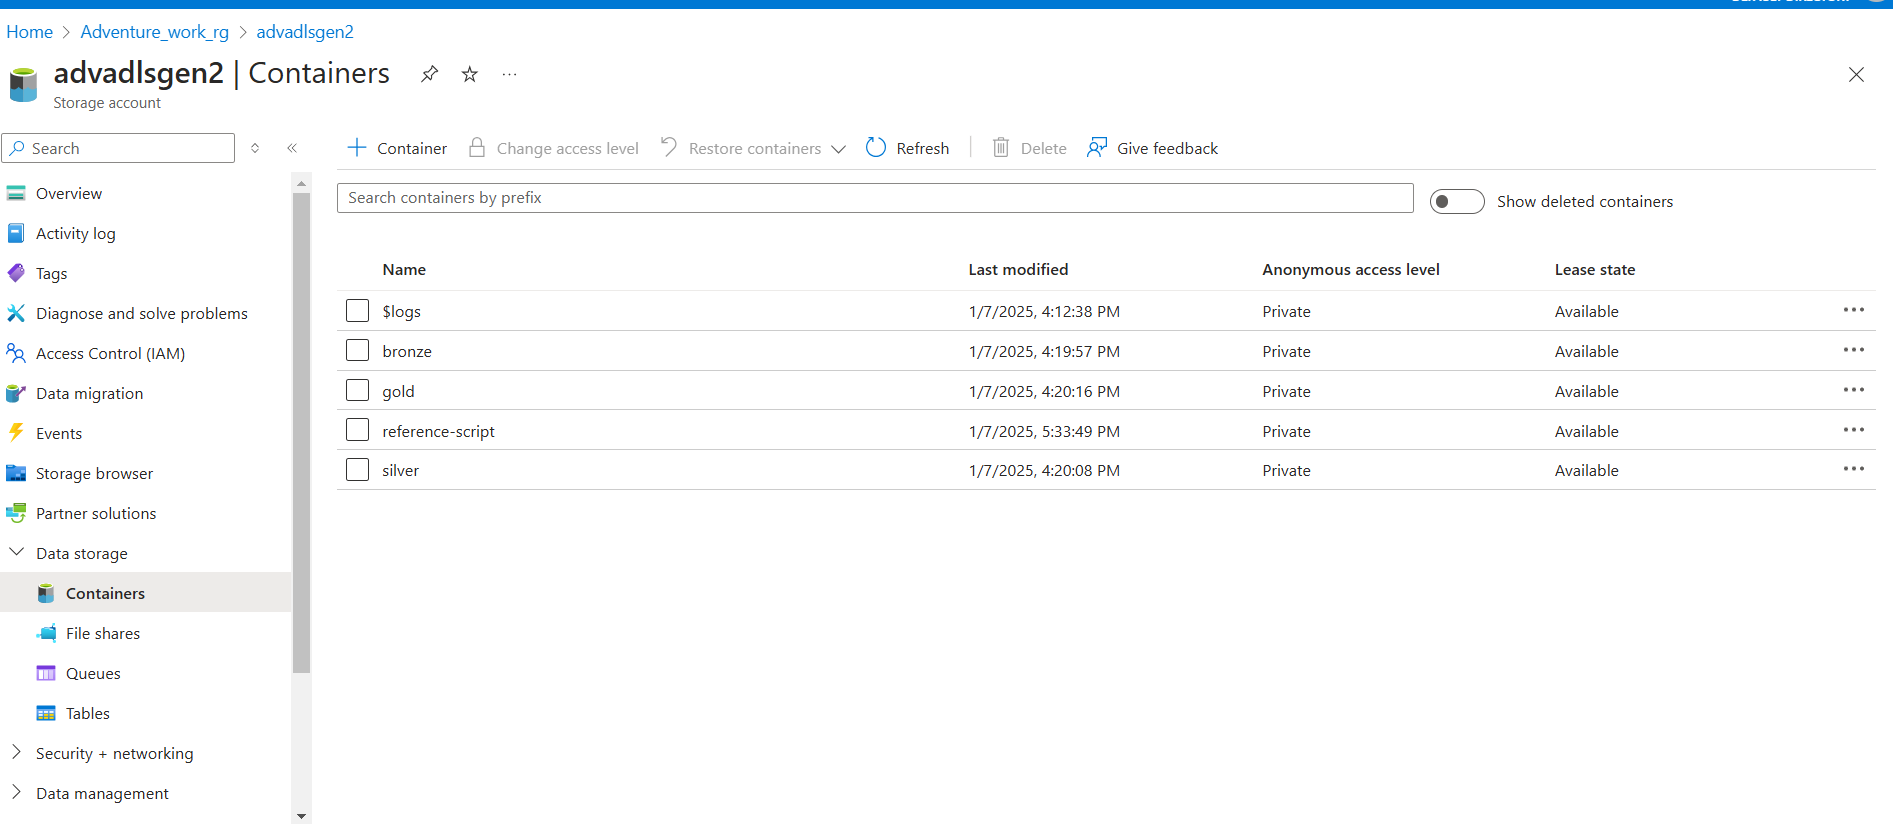 Home > Adventure_work_rg > advadlsgen2
advadlsgen2 | Containers
Storage account
Search
Container
Change access level
Restore containers
Refresh
Delete
Give feedback
Search containers by prefix
Show deleted containers
Overview
Activity log
Tags
Diagnose and solve problems
Access Control (IAM)
Data migration
Events
Storage browser
Partner solutions
Data storage
Containers
File shares
Queues
Tables
Security + networking
Data management
Name Last modified Anonymous access level Lease state
$logs 1/7/2025, 4:12:38 PM Private Available
bronze 1/7/2025, 4:19:57 PM Private Available
gold 1/7/2025, 4:20:16 PM Private Available
reference-script 1/7/2025, 5:33:49 PM Private Available
silver 1/7/2025, 4:20:08 PM Private Available